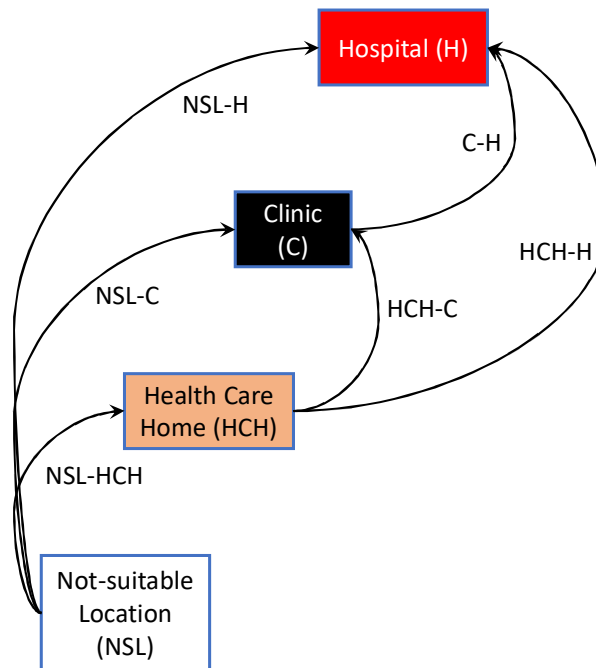 Hospital (H)
NSL-H
C-H
Clinic
(C)
HCH-H
NSL-C
HCH-C
Health Care
Home (HCH)
NSL-HCH
Not-suitable
Location
(NSL)